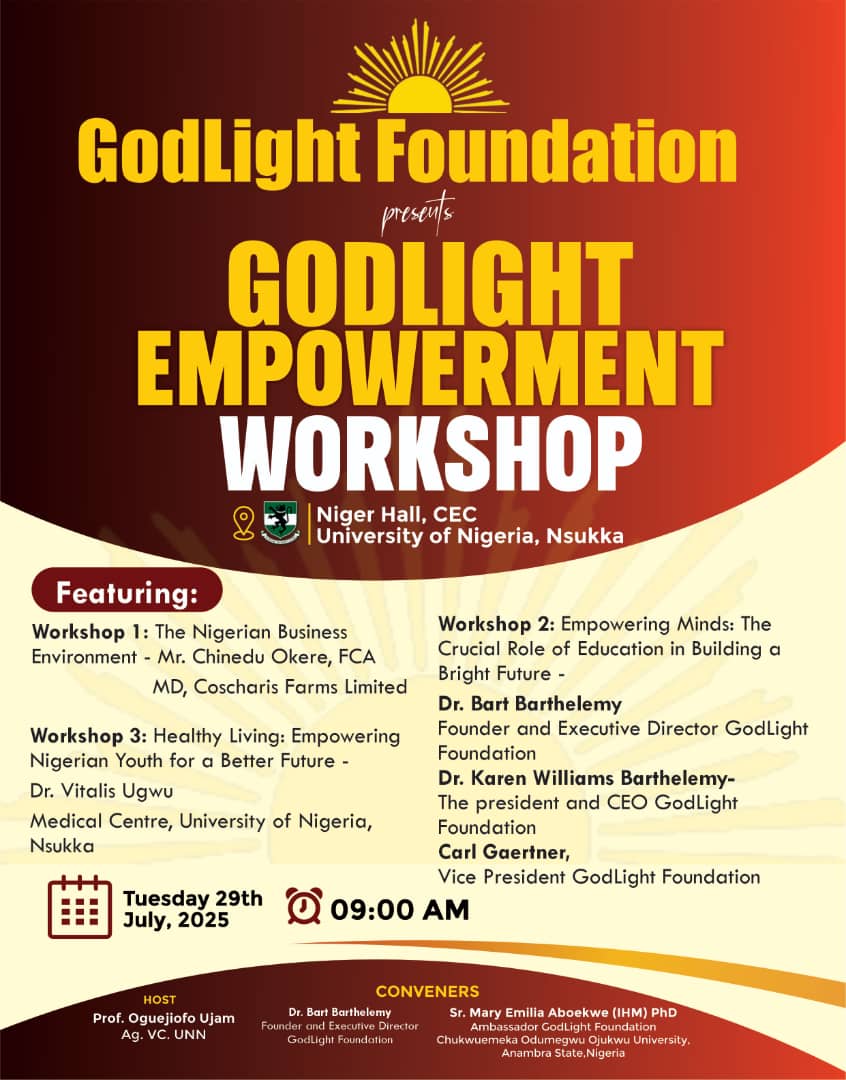 GodLight Foundation
presents
GODLIGHT
EMPOWERMENT
WORKSHOP
Niger Hall, CEC
University of Nigeria, Nsukka
Featuring:
Workshop 1: The Nigerian Business
Environment - Mr. Chinedu Okere, FCA
MD, Coscharis Farms Limited
Workshop 3: Healthy Living: Empowering
Nigerian Youth for a Better Future -
Dr. Vitalis Ugwu
Medical Centre, University of Nigeria,
Nsukka
Workshop 2: Empowering Minds: The
Crucial Role of Education in Building a
Bright Future -
Dr. Bart Barthelemy
Founder and Executive Director GodLight
Foundation
Dr. Karen Williams Barthelemy-
The president and CEO GodLight
Foundation
Carl Gaertner,
Vice President GodLight Foundation
Tuesday 29th
July, 2025
09:00 AM
HOST
Prof. Oguejiofo Ujam
Ag. VC. UNN
CONVENERS
Dr. Bart Barthelemy
Founder and Executive Director
GodLight Foundation
Sr. Mary Emilia Aboekwe (IHM) PhD
Ambassador GodLight Foundation
Chukwuemeka Odumegwu Ojukwu University,
Anambra State,Nigeria